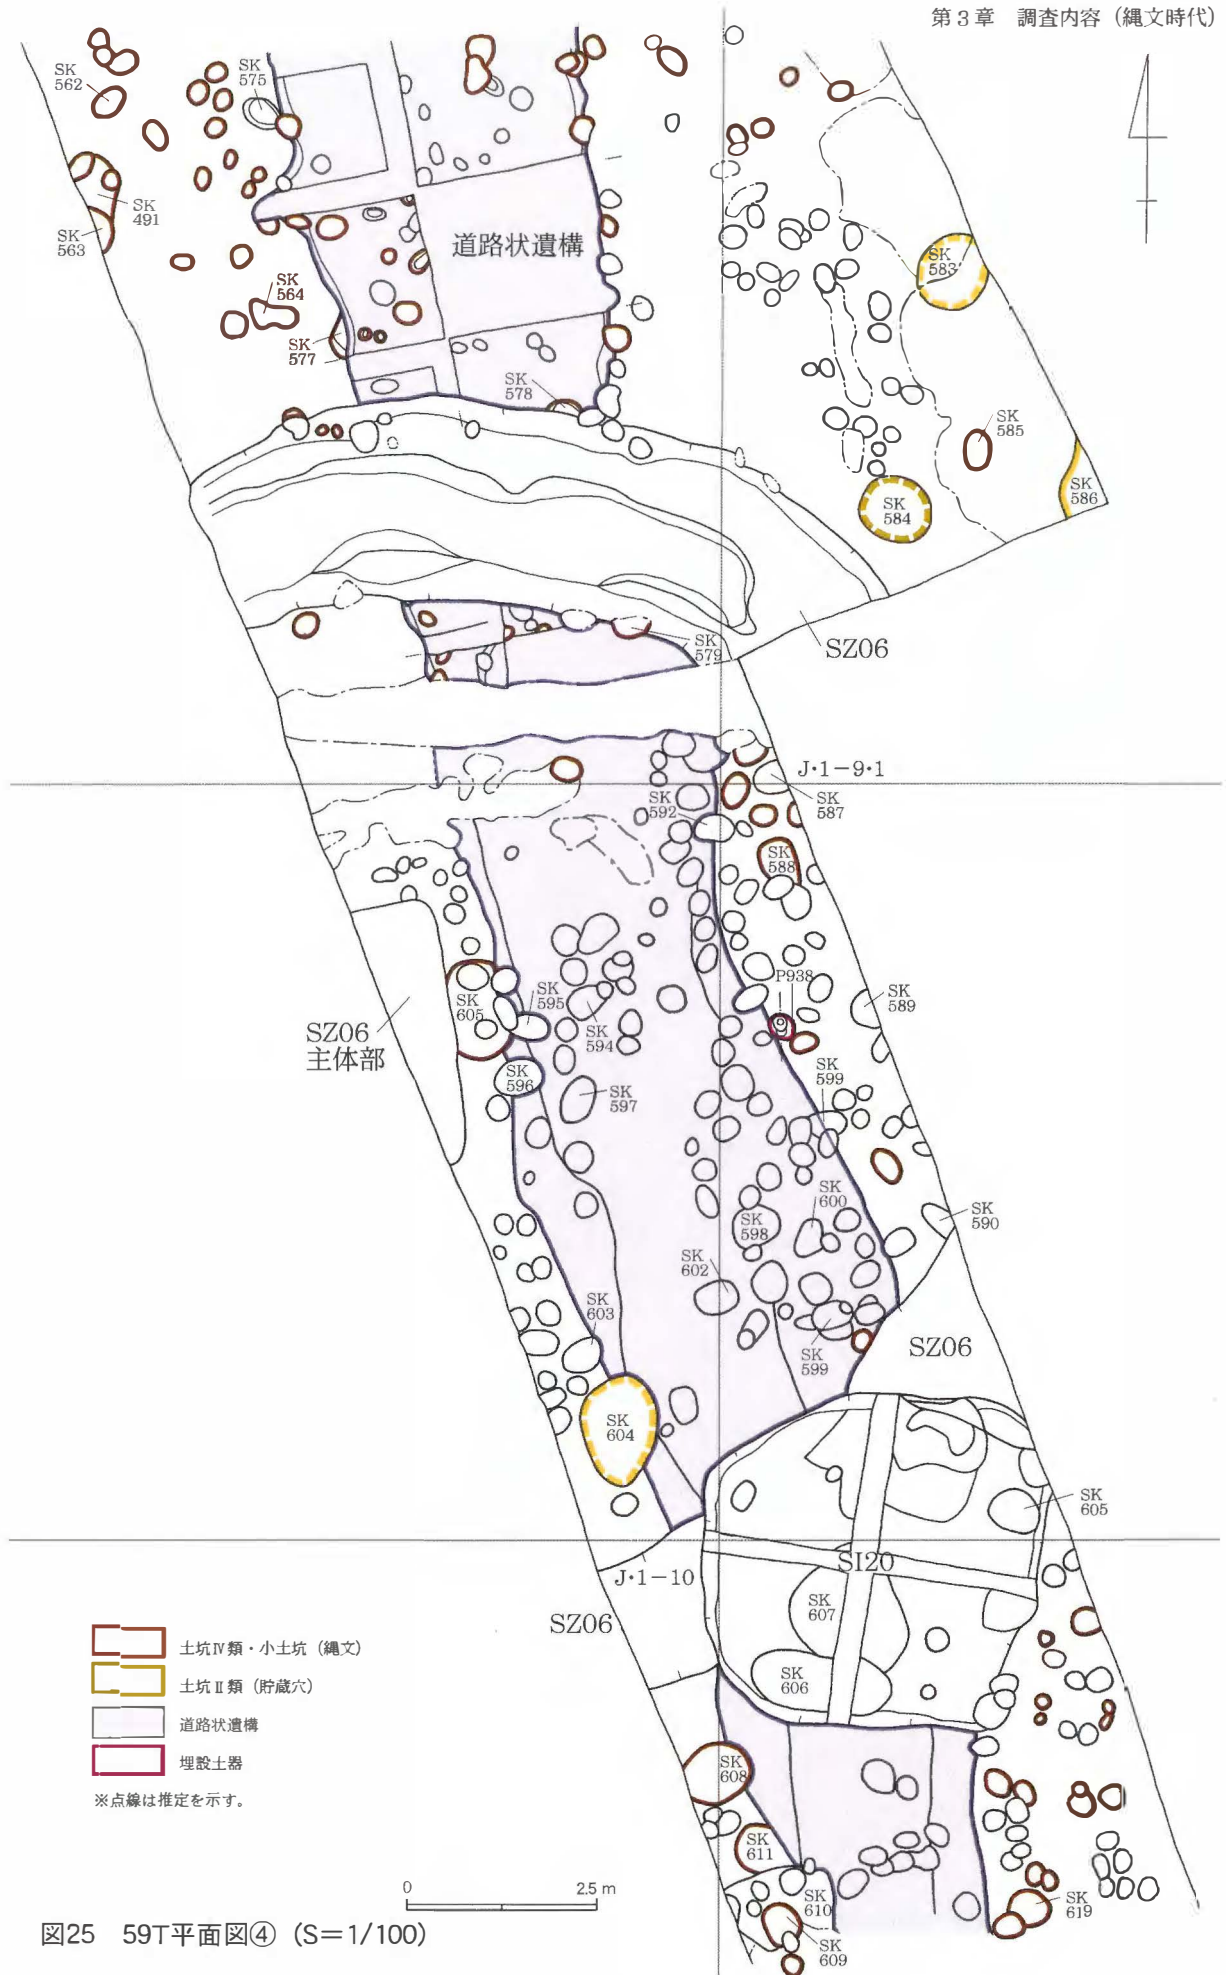 第３章　調査内容（縄文時代）
SK
562
SK
575
SK
491
SK
563
道路状遺構
SK
583
SK
564
SK
577
SK
578
SK
585
SK
586
SK
584
SK
579
SZ06
J･1−9･1
SK
587
SK
592
SK
588
P938
SK
589
SK
595
SK
605
SK
594
SZ06
主体部
SK
596
SK
597
SK
599
SK
600
SK
590
SK
598
SK
602
SK
603
SK
599
SZ06
SK
604
SK
605
SI20
J･1−10
SK
607
SZ06
SK
606
土坑Ⅳ類・小土坑（縄文）
土坑Ⅱ類（貯蔵穴）
道路状遺構
埋設土器
※点線は推定を示す。
SK
608
SK
611
SK
610
SK
609
SK
619
0
2.5 m
図25　59T平面図④（S＝1/100）